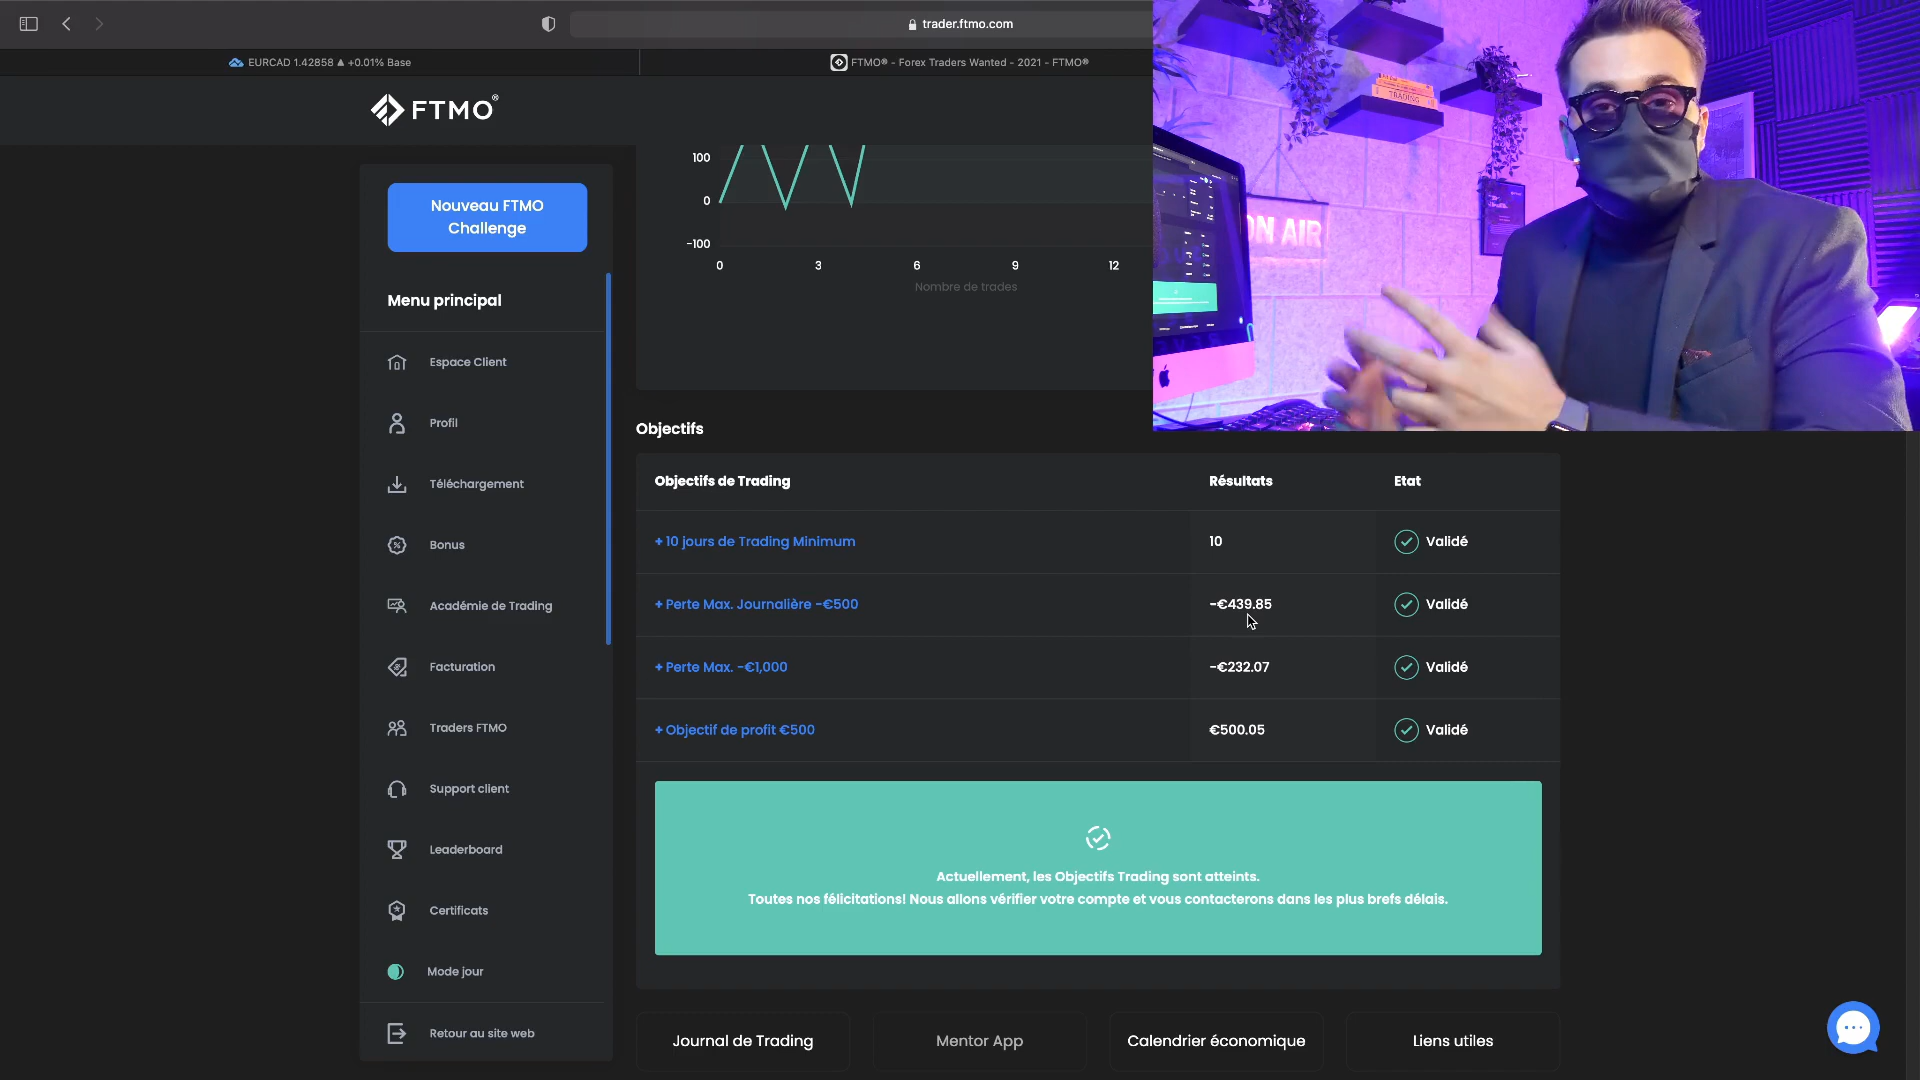 trader.ftmo.com
EURCAD 1.42858 ▲ +0.01% Base
FTMO® - Forex Traders Wanted - 2021 - FTMO®
FTMO®
Nouveau FTMO
Challenge
Menu principal
Espace Client
Profil
Téléchargement
Bonus
Académie de Trading
Facturation
Traders FTMO
Support client
Leaderboard
Certificats
Mode jour
Retour au site web
100
0
-100
0 3 6 9 12
Nombre de trades
TRADING
ON AIR
Objectifs
Objectifs de Trading Résultats Etat
+ 10 jours de Trading Minimum 10 Validé
+ Perte Max. Journalière -€500 -€439.85 Validé
+ Perte Max. -€1,000 -€232.07 Validé
+ Objectif de profit €500 €500.05 Validé
Actuellement, les Objectifs Trading sont atteints.
Toutes nos félicitations! Nous allons vérifier votre compte et vous contacterons dans les plus brefs délais.
Journal de Trading
Mentor App
Calendrier économique
Liens utiles